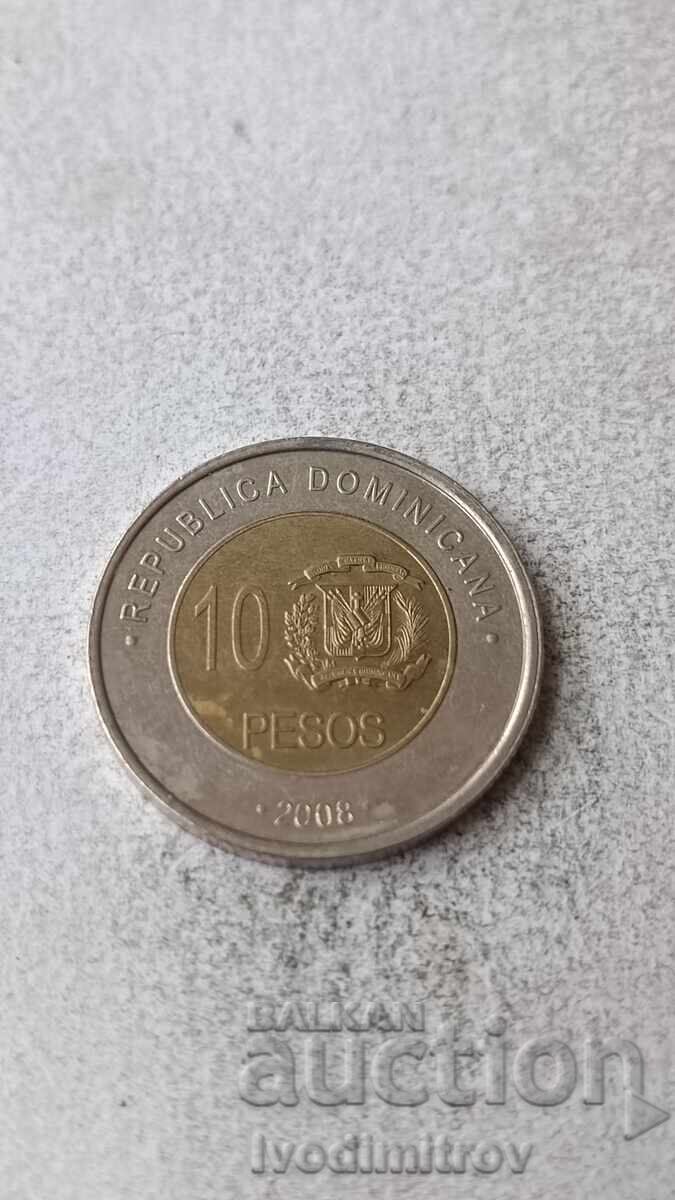 · REPUBLICA DOMINICANA ·
10
PESOS
· 2008 ·
BALKAN
auction
Ivodimitrov